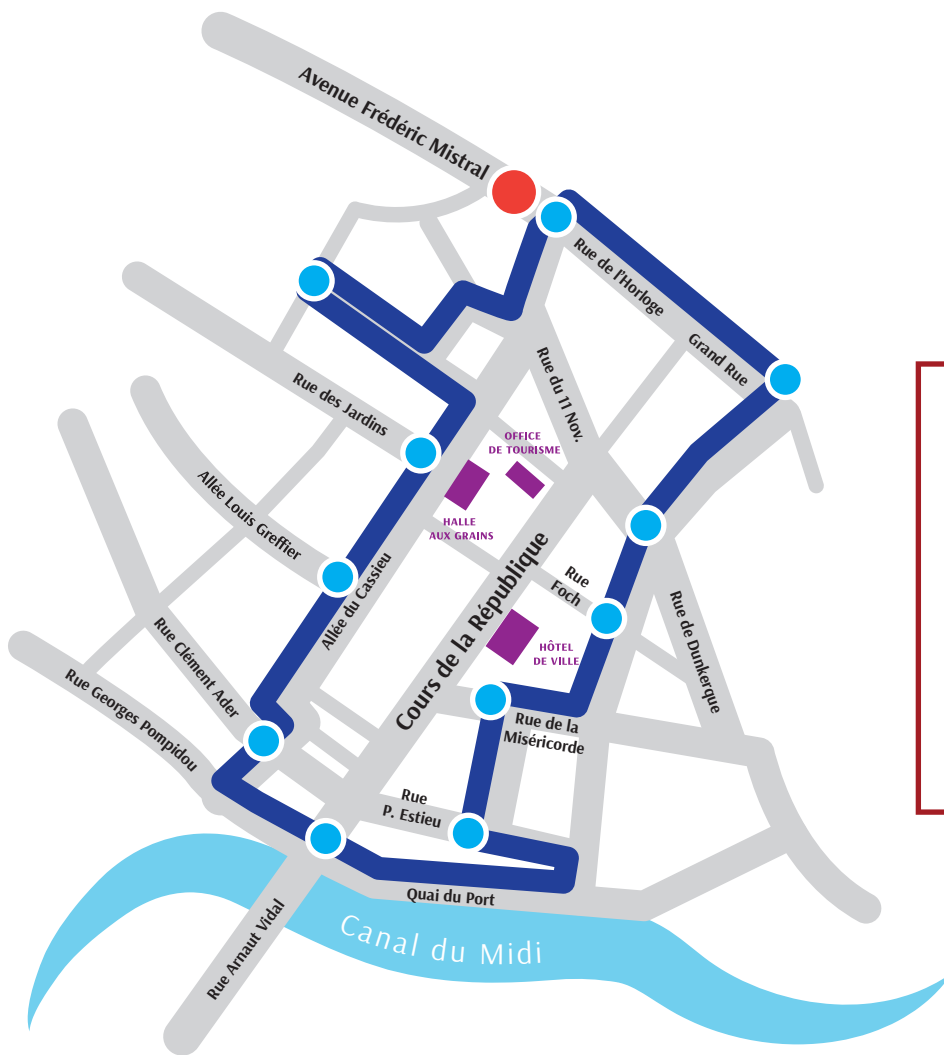 Avenue Frédéric Mistral
Rue de l'Horloge
Grand Rue
Rue du 11 Nov.
Rue des Jardins
OFFICE
DE TOURISME
HALLE
AUX GRAINS
Allée Louis Greffier
Allée du Cassieu
Cours de la République
Rue
Foch
HÔTEL
DE VILLE
Rue de Dunkerque
Rue Clément Ader
Rue Georges Pompidou
Rue de la
Miséricorde
Rue
P. Estieu
Quai du Port
Rue Arnaut Vidal
Canal du Midi